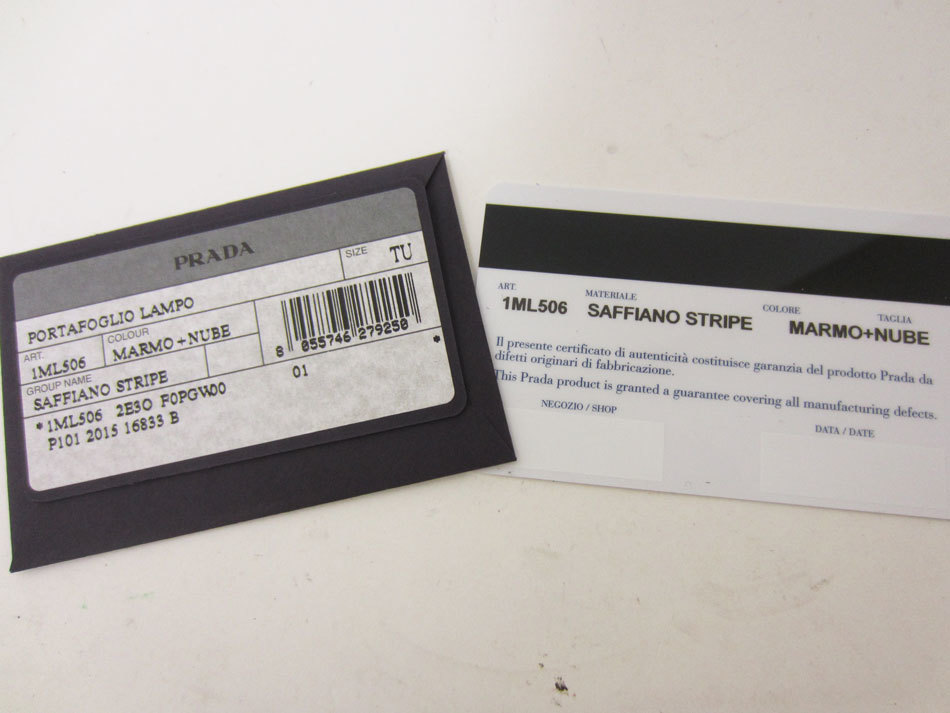 PRADA
SIZE TU
PORTAFOGLIO LAMPO
ART. 1ML506 COLOUR MARMO+NUBE
GROUP NAME
SAFFIANO STRIPE
8 055746 279250
01 *
*1ML506 2E3O F0PGW00
P101 2015 16833 B
ART. MATERIALE COLORE TAGLIA
1ML506 SAFFIANO STRIPE MARMO+NUBE
Il presente certificato di autenticità costituisce garanzia del prodotto Prada da
difetti originari di fabbricazione.
This Prada product is granted a guarantee covering all manufacturing defects.
NEGOZIO / SHOP
DATA / DATE